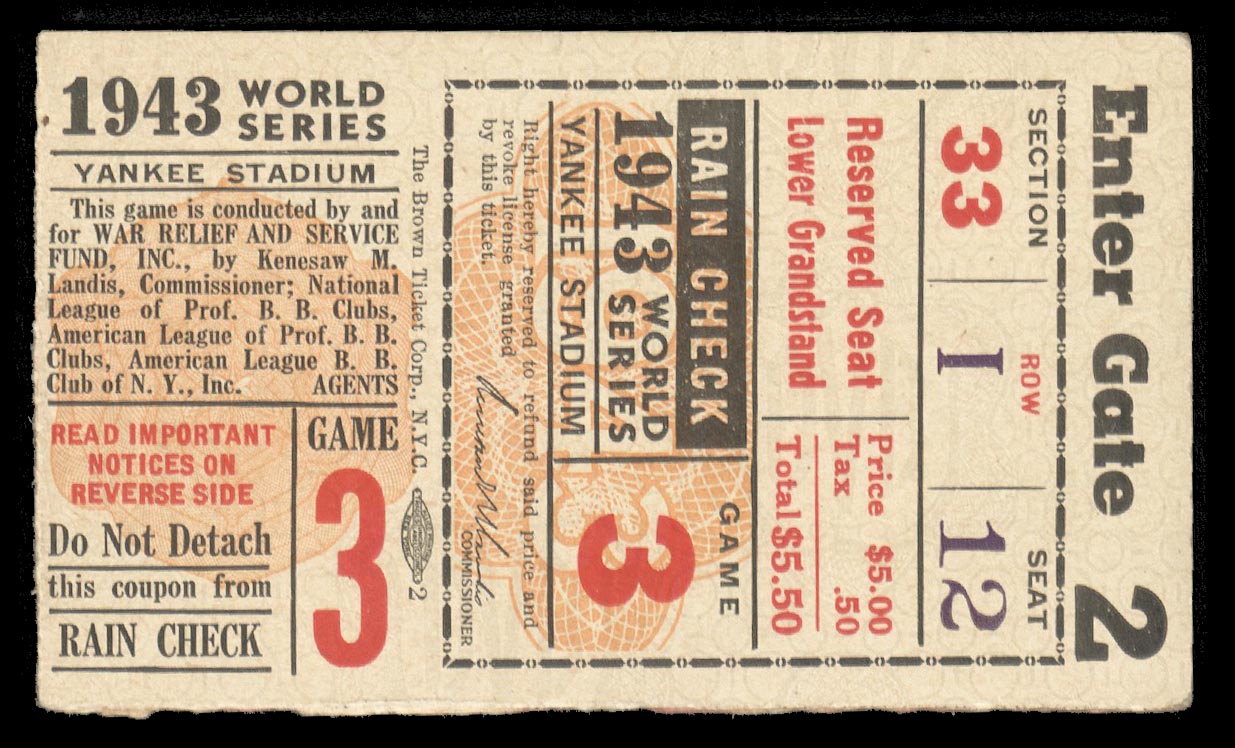 1943 WORLD SERIES
YANKEE STADIUM
This game is conducted by and
for WAR RELIEF AND SERVICE
FUND, INC., by Kenesaw M.
Landis, Commissioner; National
League of Prof. B. B. Clubs,
American League of Prof. B. B.
Clubs, American League B. B.
Club of N. Y., Inc. AGENTS
READ IMPORTANT
NOTICES ON
REVERSE SIDE
Do Not Detach
this coupon from
RAIN CHECK
GAME
3
The Brown Ticket Corp., N.Y.C. 2
Enter Gate 2
SECTION ROW SEAT
33 1 12
Reserved Seat
Lower Grandstand
Price $5.00
Tax .50
Total $5.50
RAIN CHECK
1943 WORLD SERIES
YANKEE STADIUM
GAME
3
Right hereby reserved to refund said price and
revoke license granted
by this ticket.
COMMISSIONER